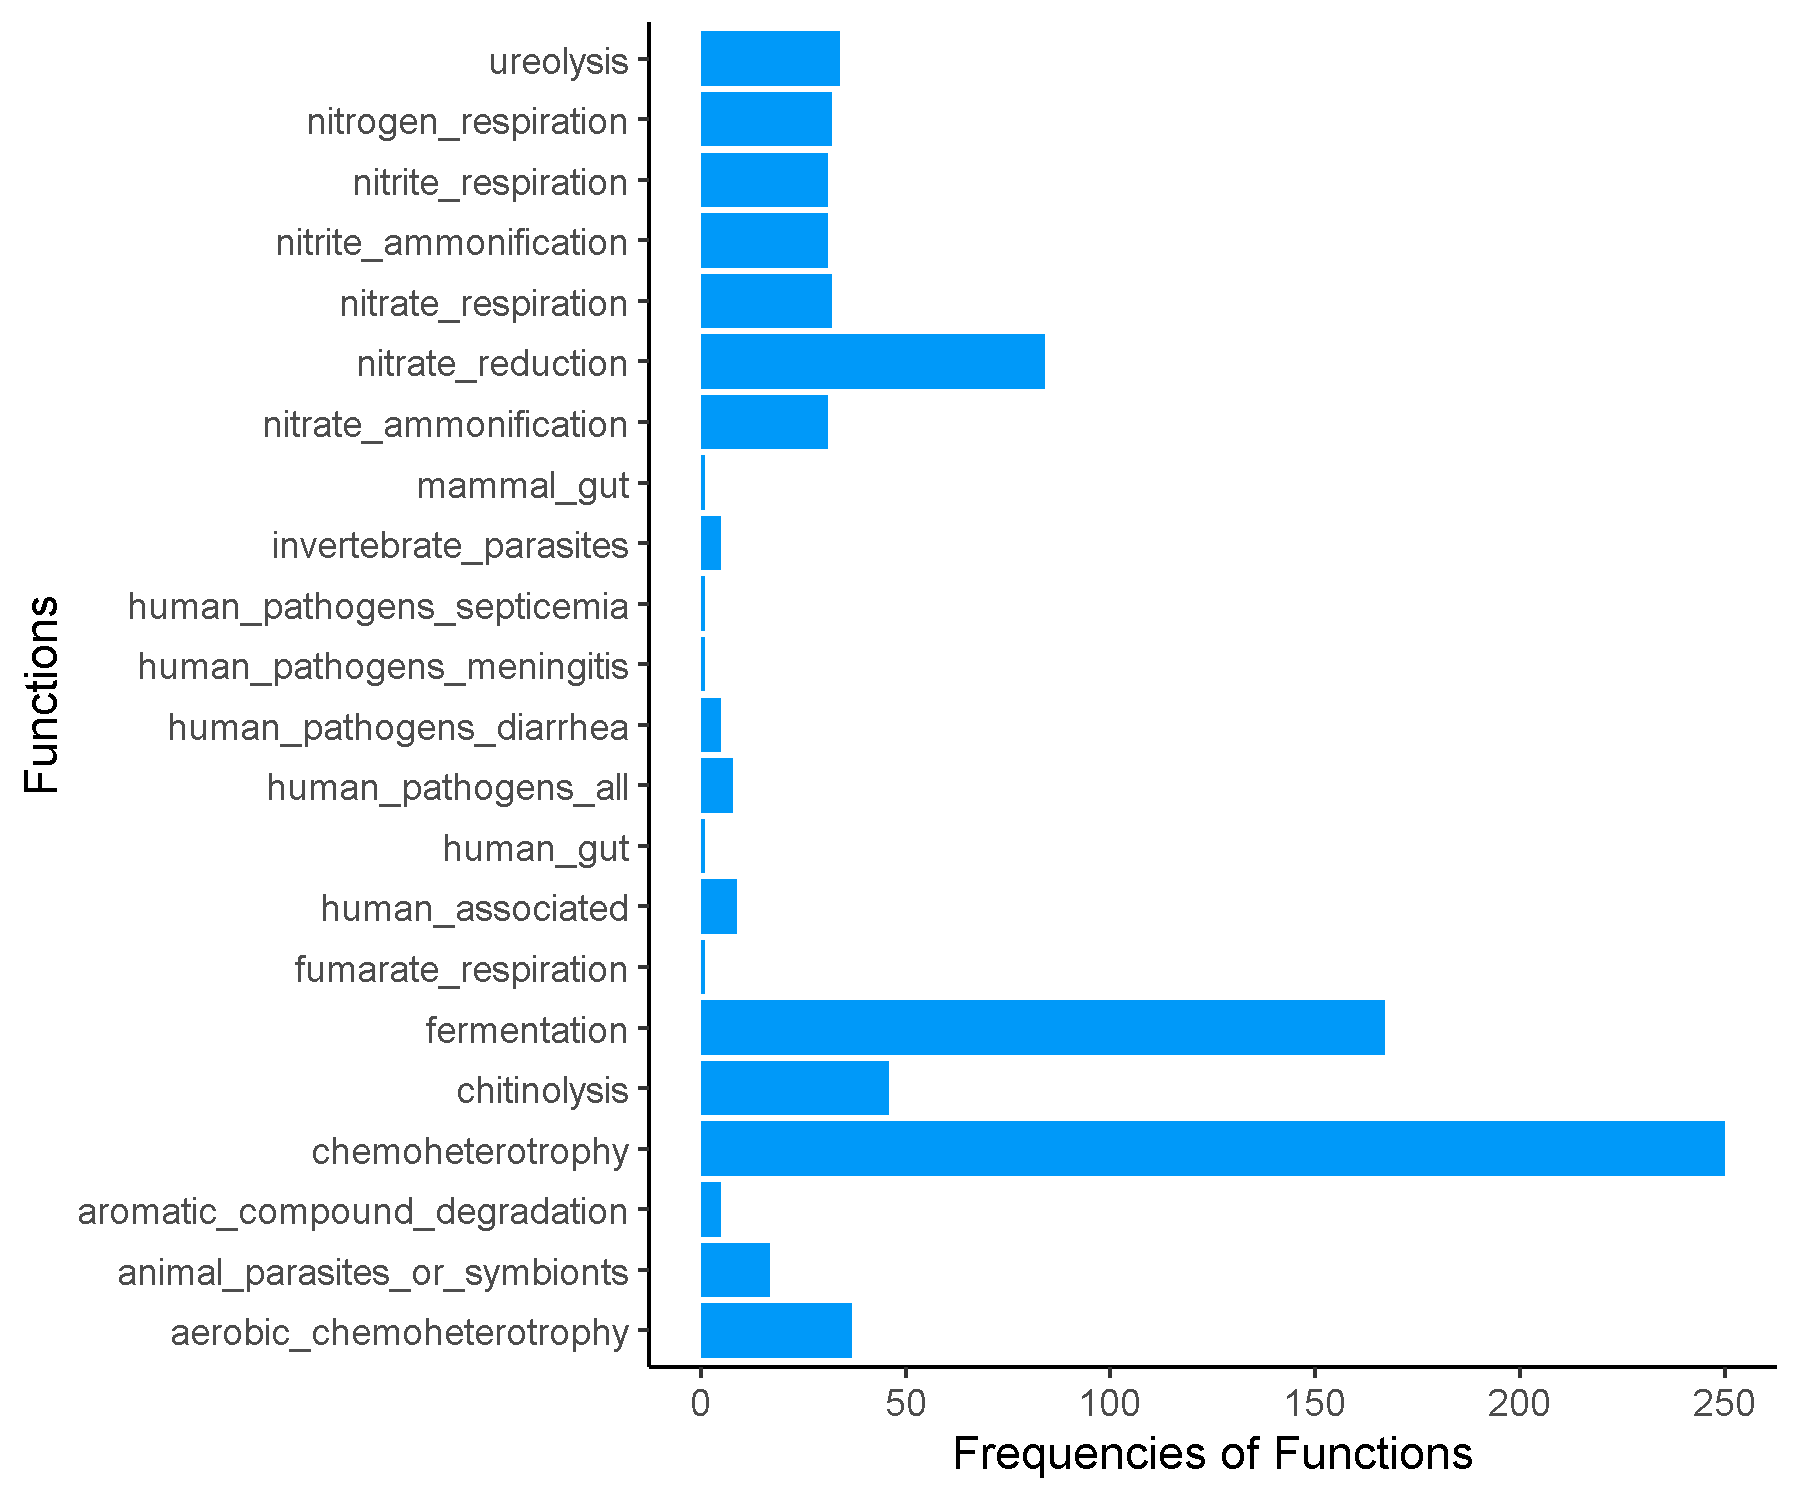 ureolysis
nitrogen_respiration
nitrite_respiration
nitrite_ammonification
nitrate_respiration
nitrate_reduction
nitrate_ammonification
mammal_gut
invertebrate_parasites
human_pathogens_septicemia
human_pathogens_meningitis
human_pathogens_diarrhea
human_pathogens_all
human_gut
human_associated
fumarate_respiration
fermentation
chitinolysis
chemoheterotrophy
aromatic_compound_degradation
animal_parasites_or_symbionts
aerobic_chemoheterotrophy
Functions
0 50 100 150 200 250
Frequencies of Functions